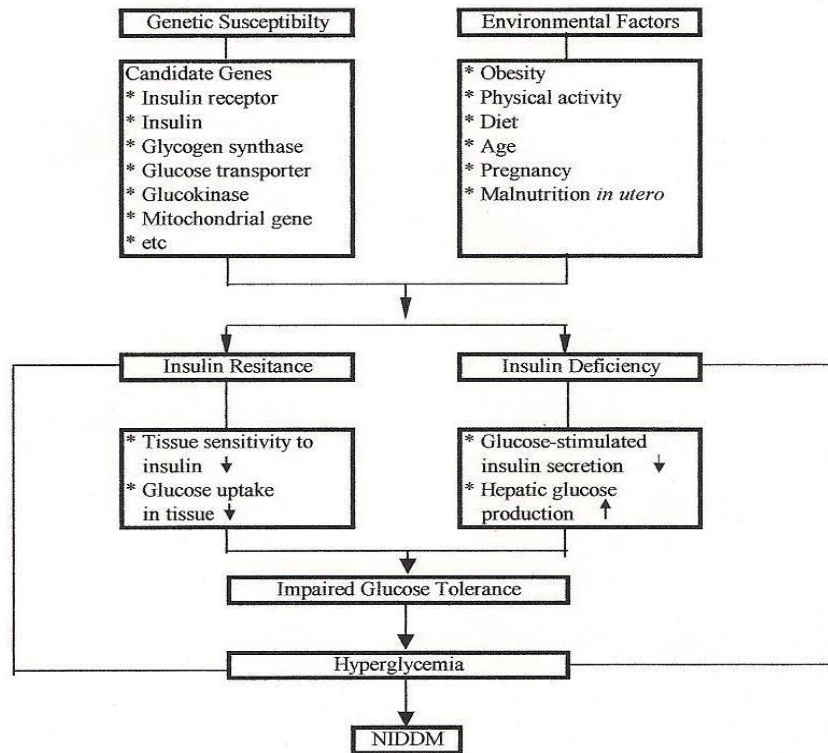 Genetic Susceptibilty
Environmental Factors
Candidate Genes
* Insulin receptor
* Insulin
* Glycogen synthase
* Glucose transporter
* Glucokinase
* Mitochondrial gene
* etc
* Obesity
* Physical activity
* Diet
* Age
* Pregnancy
* Malnutrition in utero
Insulin Resitance
Insulin Deficiency
* Tissue sensitivity to
insulin ↓
* Glucose uptake
in tissue ↓
* Glucose-stimulated
insulin secretion ↓
* Hepatic glucose
production ↑
Impaired Glucose Tolerance
Hyperglycemia
NIDDM